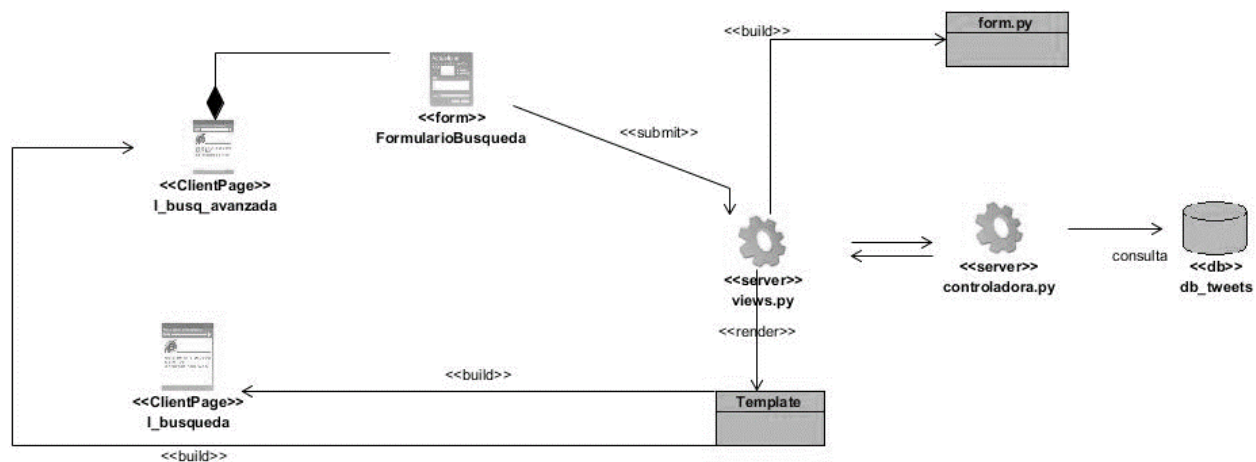 form.py
<<build>>
<<form>>
FormularioBusqueda
<<submit>>
<<ClientPage>>
I_busq_avanzada
<<server>>
views.py
<<server>>
controladora.py
consulta
<<db>>
db_tweets
<<render>>
<<build>>
<<ClientPage>>
I_busqueda
Template
<<build>>